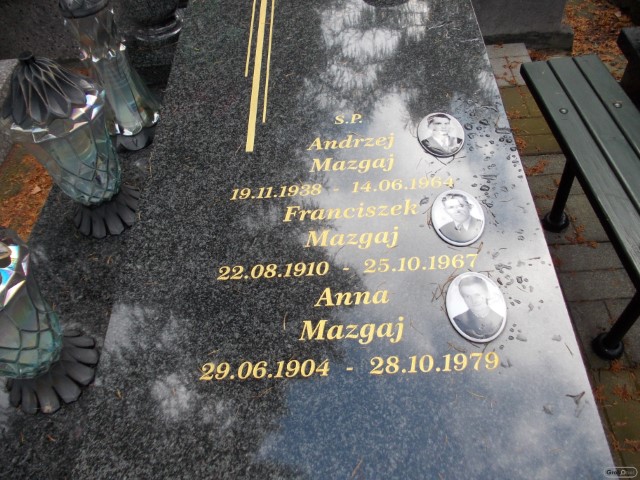 S.P.
Andrzej
Mazgaj
19.11.1938 - 14.06.1964
Franciszek
Mazgaj
22.08.1910 - 25.10.1967
Anna
Mazgaj
29.06.1904 - 28.10.1979